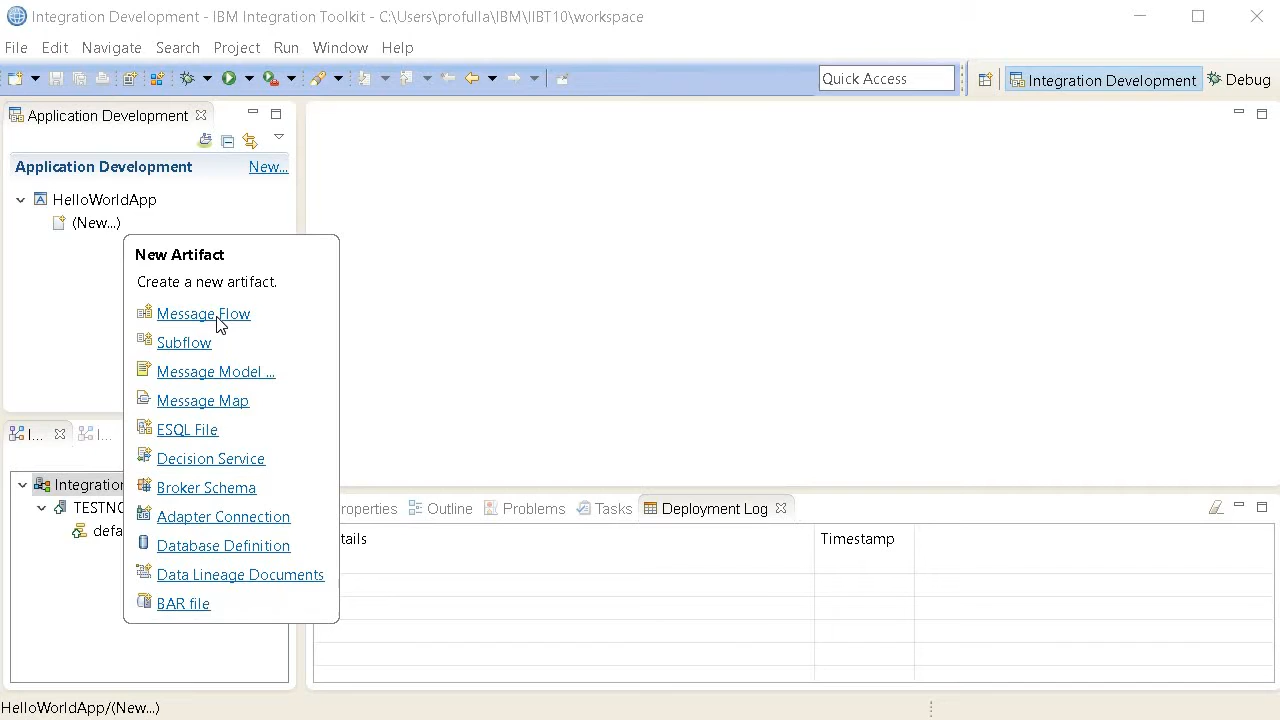 Integration Development - IBM Integration Toolkit - C:\Users\porfulla\IBM\IIBT10\workspace
File Edit Navigate Search Project Run Window Help
Quick Access
Integration Development
Debug
Application Development
Application Development New...
HelloWorldApp
(New...)
New Artifact
Create a new artifact.
Message Flow
Subflow
Message Model ...
Message Map
ESQL File
Decision Service
Broker Schema
Adapter Connection
Database Definition
Data Lineage Documents
BAR file
I... I...
Integration
TESTNO
defa
roperties Outline Problems Tasks Deployment Log
tails Timestamp
HelloWorldApp/(New...)